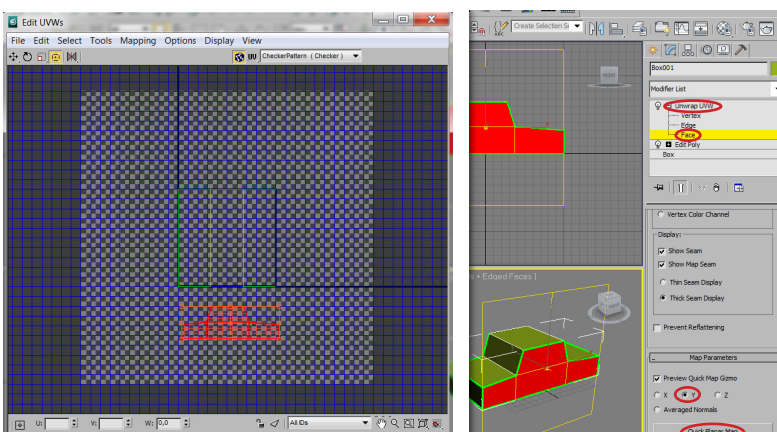 Edit UVWs
File Edit Select Tools Mapping Options Display View
UV CheckerPattern ( Checker )
U: V: W: 0,0 All IDs
Create Selection Se
ABC
FRONT
+ Edged Faces ]
Box001
Modifier List
Unwrap UVW
Vertex
Edge
Face
Edit Poly
Box
Vertex Color Channel
Display:
Show Seam
Show Map Seam
Thin Seam Display
Thick Seam Display
Prevent Reflattening
- Map Parameters
Preview Quick Map Gizmo
X Y Z
Averaged Normals
Quick Planar Map